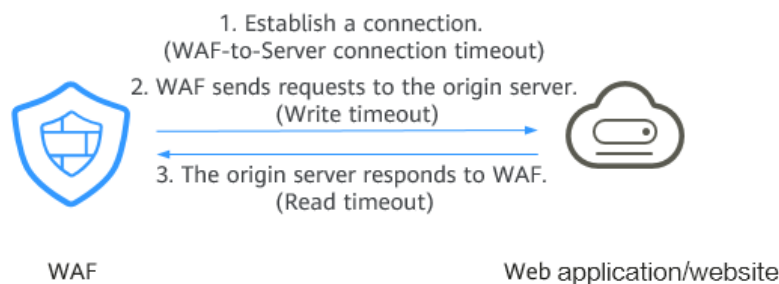 1. Establish a connection.
(WAF-to-Server connection timeout)
2. WAF sends requests to the origin server.
(Write timeout)
3. The origin server responds to WAF.
(Read timeout)
WAF
Web application/website